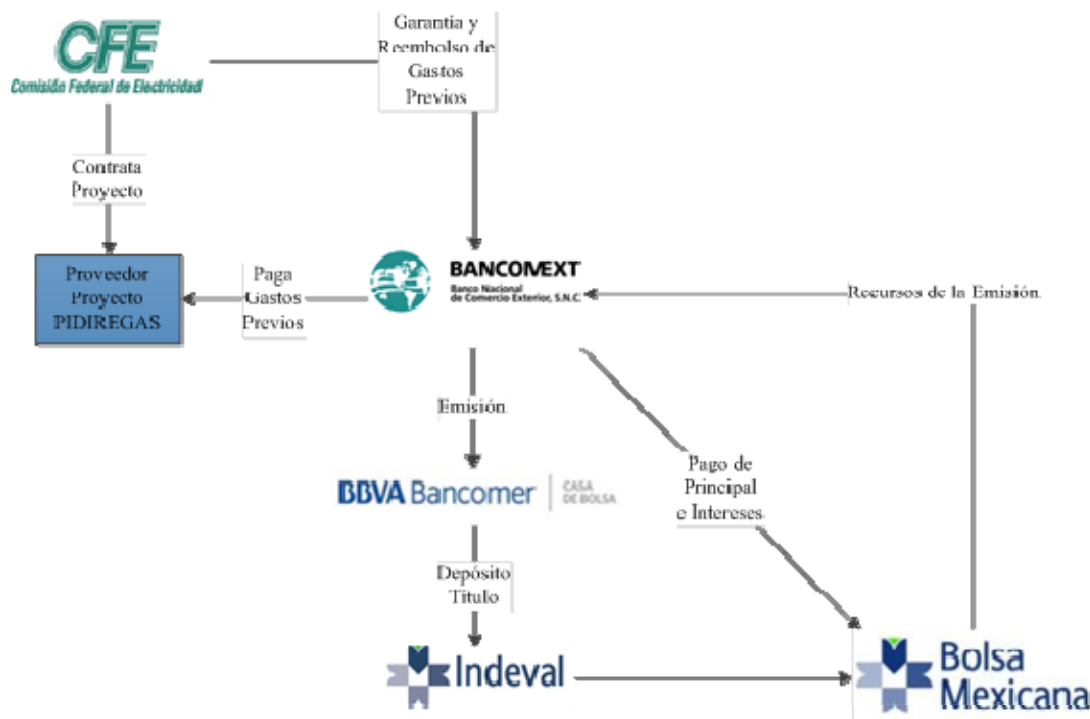 CFE
Comisión Federal de Electricidad
Garantía y
Reembolso de
Gastos
Previos
Contrata
Proyecto
Proveedor
Proyecto
PIDIREGAS
Paga
Gastos
Previos
BANCOMEXT
Banco Nacional
de Comercio Exterior, S.N.C.
Recursos de la Emisión
Emisión
BBVA Bancomer
CASA
DE BOLSA
Pago de
Principal
e Intereses
Depósito
Título
Indeval
Bolsa
Mexicana